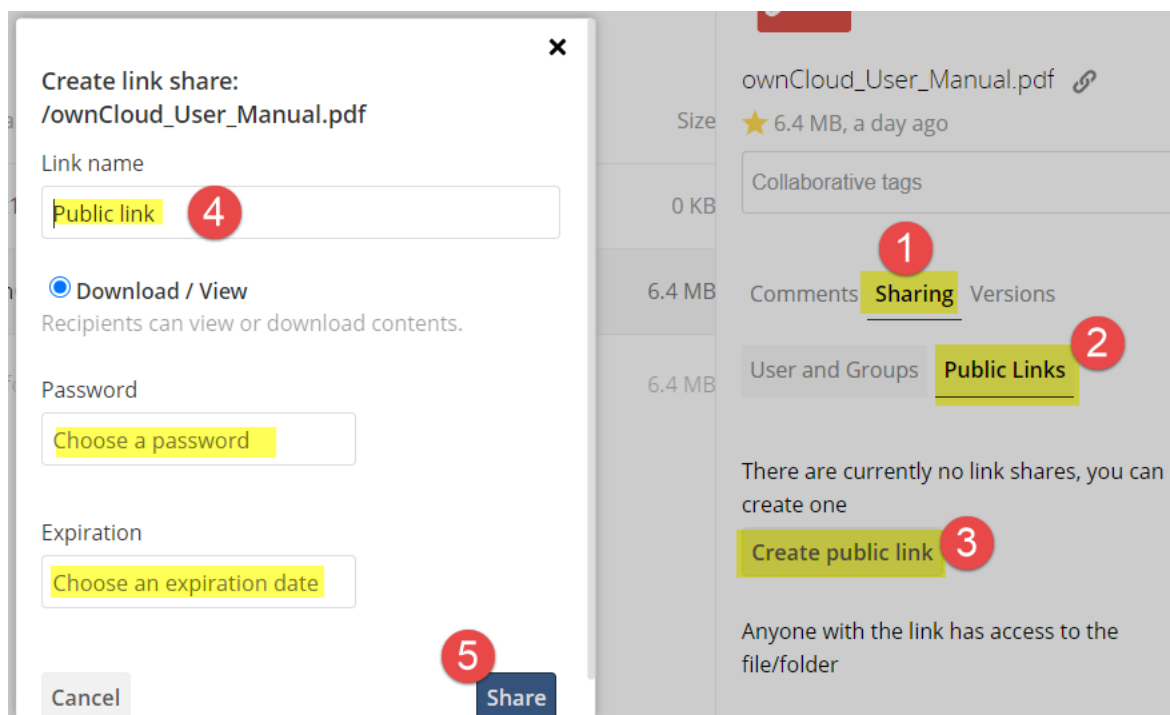 Create link share:
/ownCloud_User_Manual.pdf
Link name
Public link
4
Download / View
Recipients can view or download contents.
Password
Choose a password
Expiration
Choose an expiration date
5
Cancel
Share
Size
0 KB
6.4 MB
6.4 MB
ownCloud_User_Manual.pdf
6.4 MB, a day ago
Collaborative tags
1
Comments Sharing Versions
2
User and Groups Public Links
There are currently no link shares, you can
create one
Create public link
3
Anyone with the link has access to the
file/folder